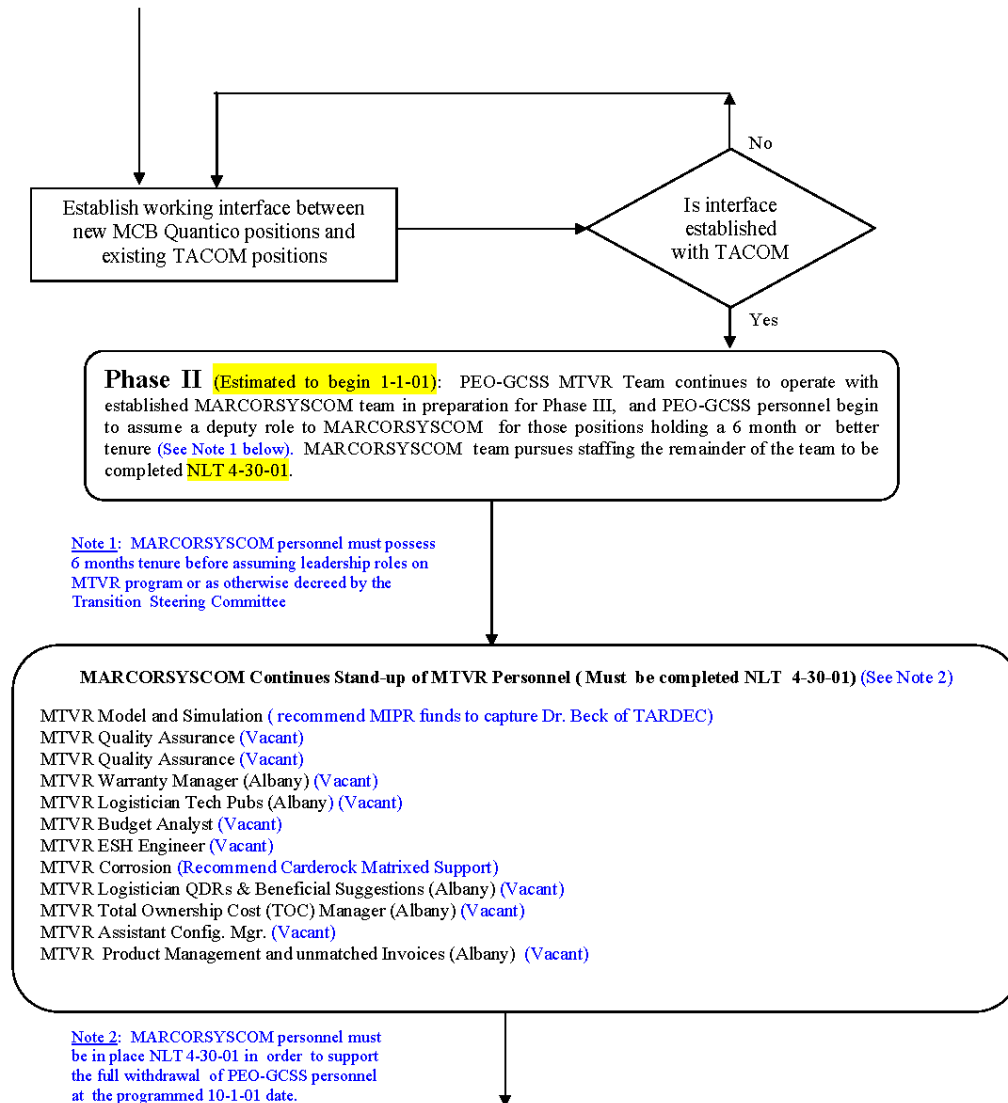 No
Establish working interface between
new MCB Quantico positions and
existing TACOM positions
Is interface
established
with TACOM
Yes
Phase II (Estimated to begin 1-1-01): PEO-GCSS MTVR Team continues to operate with
established MARCORSYSCOM team in preparation for Phase III, and PEO-GCSS personnel begin
to assume a deputy role to MARCORSYSCOM for those positions holding a 6 month or better
tenure (See Note 1 below). MARCORSYSCOM team pursues staffing the remainder of the team to be
completed NLT 4-30-01.
Note 1: MARCORSYSCOM personnel must possess
6 months tenure before assuming leadership roles on
MTVR program or as otherwise decreed by the
Transition Steering Committee
MARCORSYSCOM Continues Stand-up of MTVR Personnel ( Must be completed NLT 4-30-01) (See Note 2)
MTVR Model and Simulation ( recommend MIPR funds to capture Dr. Beck of TARDEC)
MTVR Quality Assurance (Vacant)
MTVR Quality Assurance (Vacant)
MTVR Warranty Manager (Albany) (Vacant)
MTVR Logistician Tech Pubs (Albany) (Vacant)
MTVR Budget Analyst (Vacant)
MTVR ESH Engineer (Vacant)
MTVR Corrosion (Recommend Carderock Matrixed Support)
MTVR Logistician QDRs & Beneficial Suggestions (Albany) (Vacant)
MTVR Total Ownership Cost (TOC) Manager (Albany) (Vacant)
MTVR Assistant Config. Mgr. (Vacant)
MTVR Product Management and unmatched Invoices (Albany) (Vacant)
Note 2: MARCORSYSCOM personnel must
be in place NLT 4-30-01 in order to support
the full withdrawal of PEO-GCSS personnel
at the programmed 10-1-01 date.